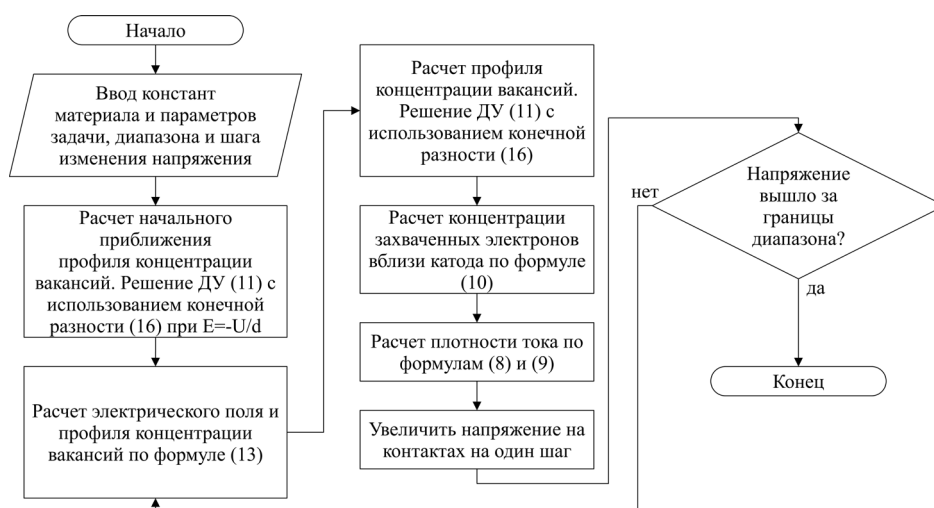 Начало
Ввод констант
материала и параметров
задачи, диапазона и шага
изменения напряжения
Расчет начального
приближения
профиля концентрации
вакансий. Решение ДУ (11) с
использованием конечной
разности (16) при E=-U/d
Расчет электрического поля и
профиля концентрации
вакансий по формуле (13)
Расчет профиля
концентрации вакансий.
Решение ДУ (11) с
использованием конечной
разности (16)
Расчет концентрации
захваченных электронов
вблизи катода по формуле
(10)
Расчет плотности тока по
формулам (8) и (9)
Увеличить напряжение на
контактах на один шаг
Напряжение
вышло за
границы
диапазона?
нет
да
Конец